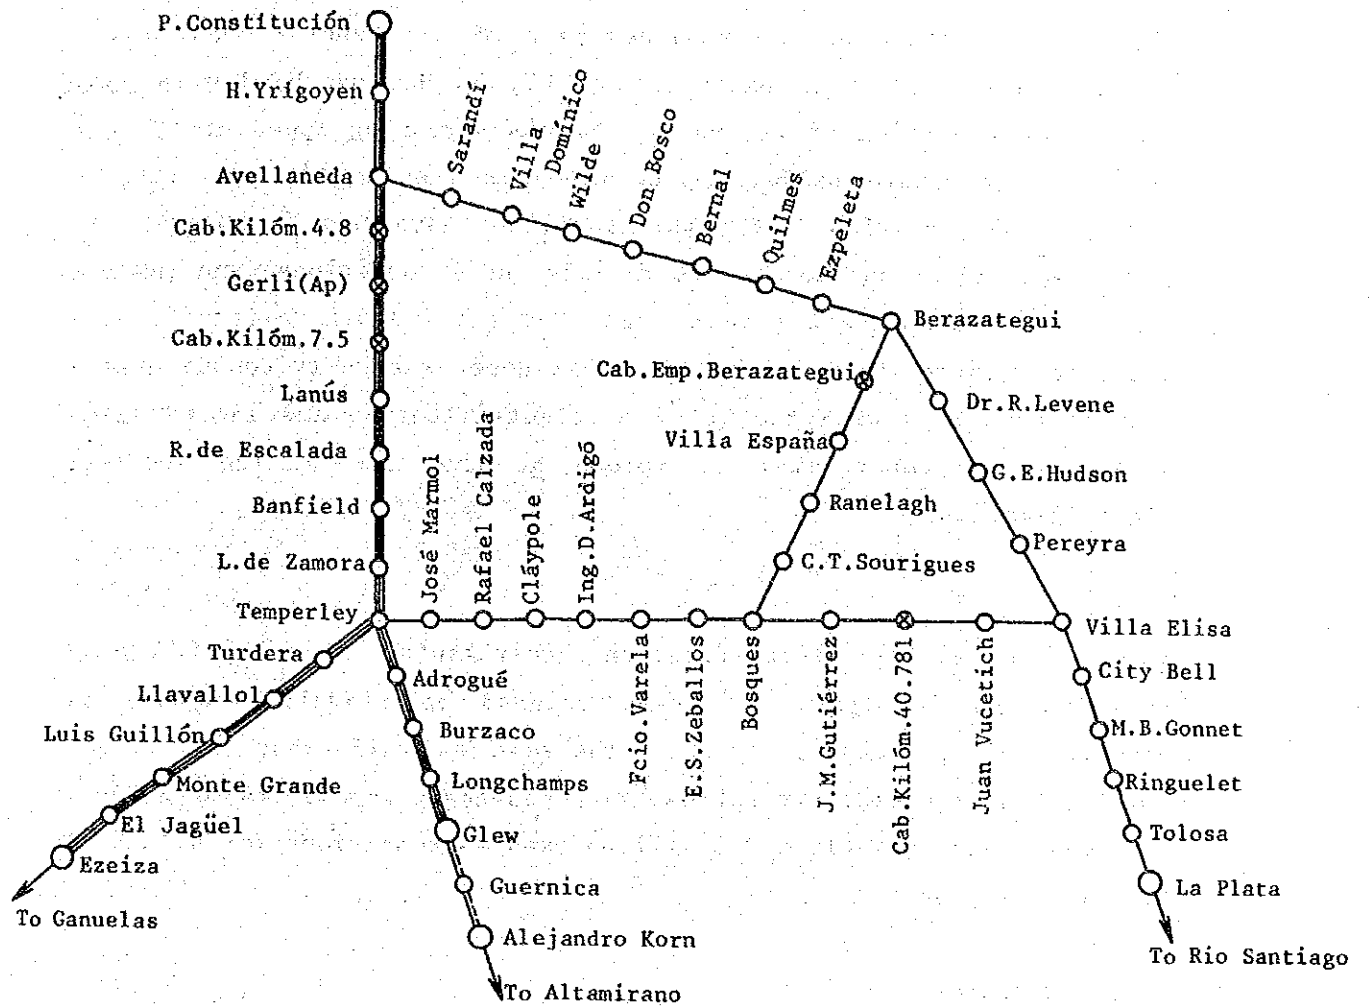 P.Constitución
H.Yrigoyen
Avellaneda
Cab.Kilóm.4.8
Gerli(Ap)
Cab.Kilóm.7.5
Lanús
R.de Escalada
Banfield
L.de Zamora
Temperley
Sarandí
Villa
Domínico
Wilde
Don Bosco
Bernal
Quilmes
Ezpeleta
Berazategui
Cab.Emp.Berazategui
Villa España
Ranelagh
C.T.Sourigues
Dr.R.Levene
G.E.Hudson
Pereyra
Villa Elisa
José Marmol
Rafael Calzada
Cláypole
Ing.D.Ardigó
Fcio.Varela
E.S.Zeballos
Bosques
J.M.Gutiérrez
Cab.Kilóm.40.781
Juan Vucetich
City Bell
M.B.Gonnet
Ringuelet
Tolosa
La Plata
To Rio Santiago
Turdera
Llavallol
Luis Guillón
Monte Grande
El Jagüel
Ezeiza
To Ganuelas
Adrogué
Burzaco
Longchamps
Glew
Guernica
Alejandro Korn
To Altamirano